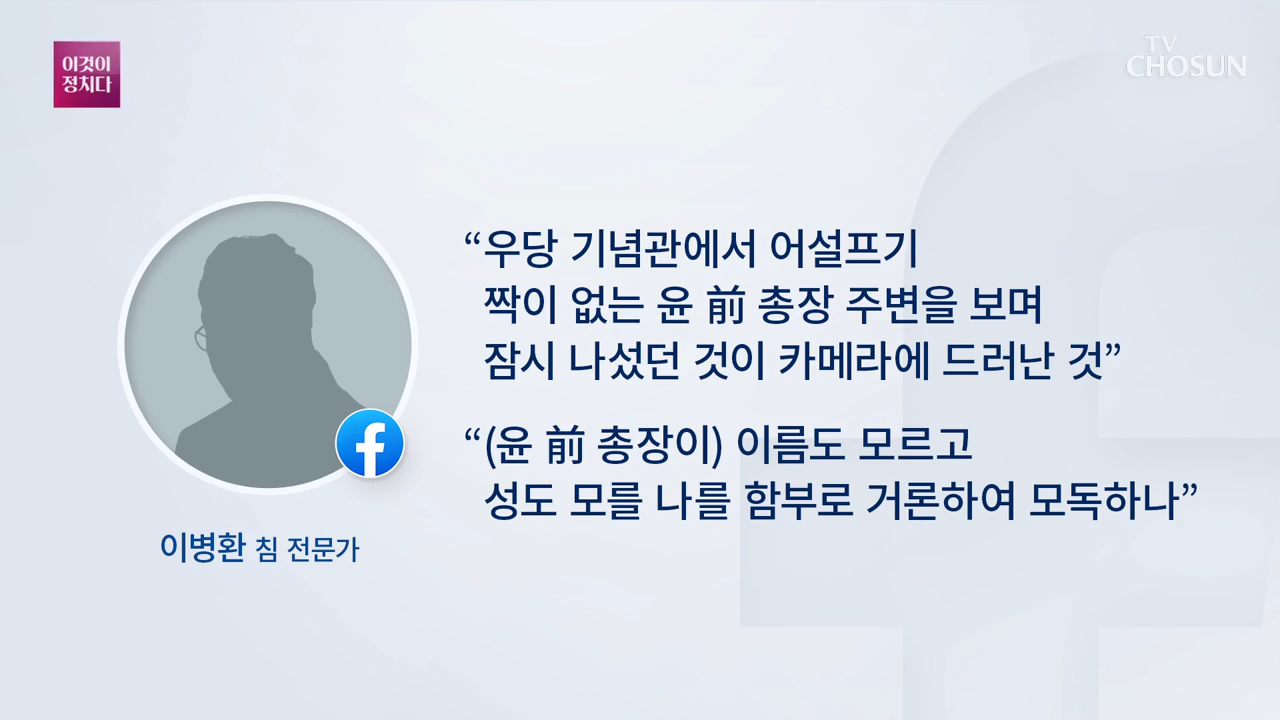 이것이
정치다
TV
CHOSUN
“우당 기념관에서 어설프기
짝이 없는 윤 前 총장 주변을 보며
잠시 나섰던 것이 카메라에 드러난 것”
“(윤 前 총장이) 이름도 모르고
성도 모를 나를 함부로 거론하여 모독하나”
이병환 침 전문가